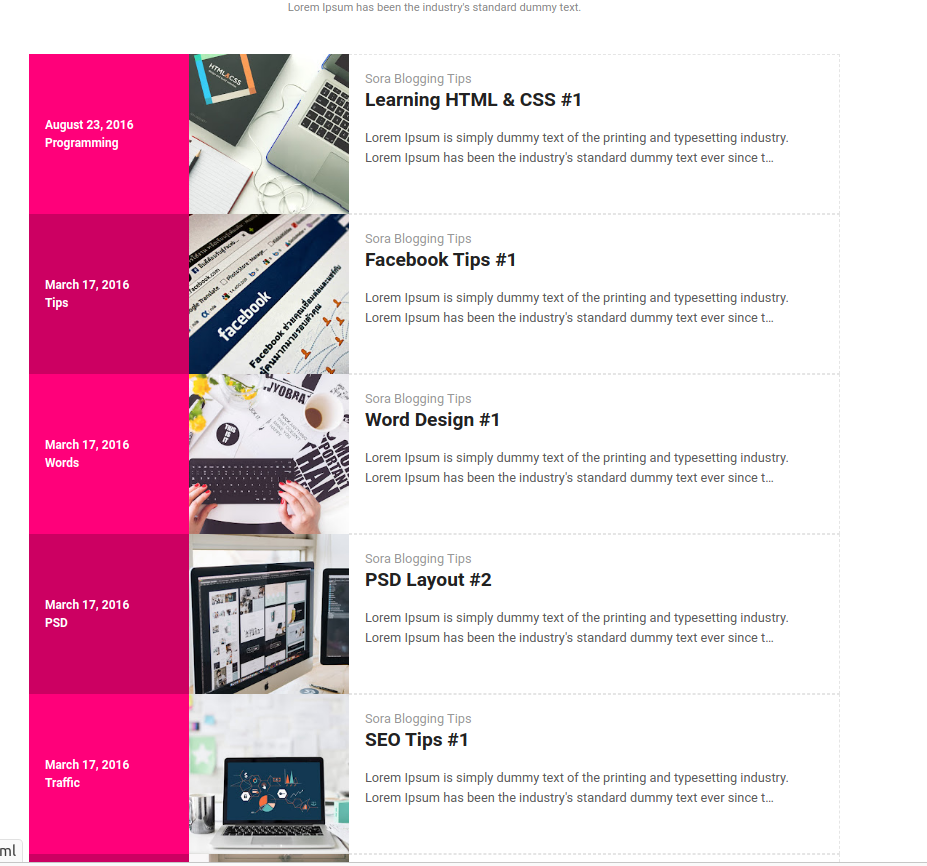 Lorem Ipsum has been the industry's standard dummy text.
August 23, 2016
Programming
HTML&CSS
Sora Blogging Tips
Learning HTML & CSS #1
Lorem Ipsum is simply dummy text of the printing and typesetting industry.
Lorem Ipsum has been the industry's standard dummy text ever since t...
March 17, 2016
Tips
facebook
Sora Blogging Tips
Facebook Tips #1
Lorem Ipsum is simply dummy text of the printing and typesetting industry.
Lorem Ipsum has been the industry's standard dummy text ever since t...
March 17, 2016
Words
THIS
IS IT
Sora Blogging Tips
Word Design #1
Lorem Ipsum is simply dummy text of the printing and typesetting industry.
Lorem Ipsum has been the industry's standard dummy text ever since t...
March 17, 2016
PSD
Sora Blogging Tips
PSD Layout #2
Lorem Ipsum is simply dummy text of the printing and typesetting industry.
Lorem Ipsum has been the industry's standard dummy text ever since t...
March 17, 2016
Traffic
Sora Blogging Tips
SEO Tips #1
Lorem Ipsum is simply dummy text of the printing and typesetting industry.
Lorem Ipsum has been the industry's standard dummy text ever since t...
ml